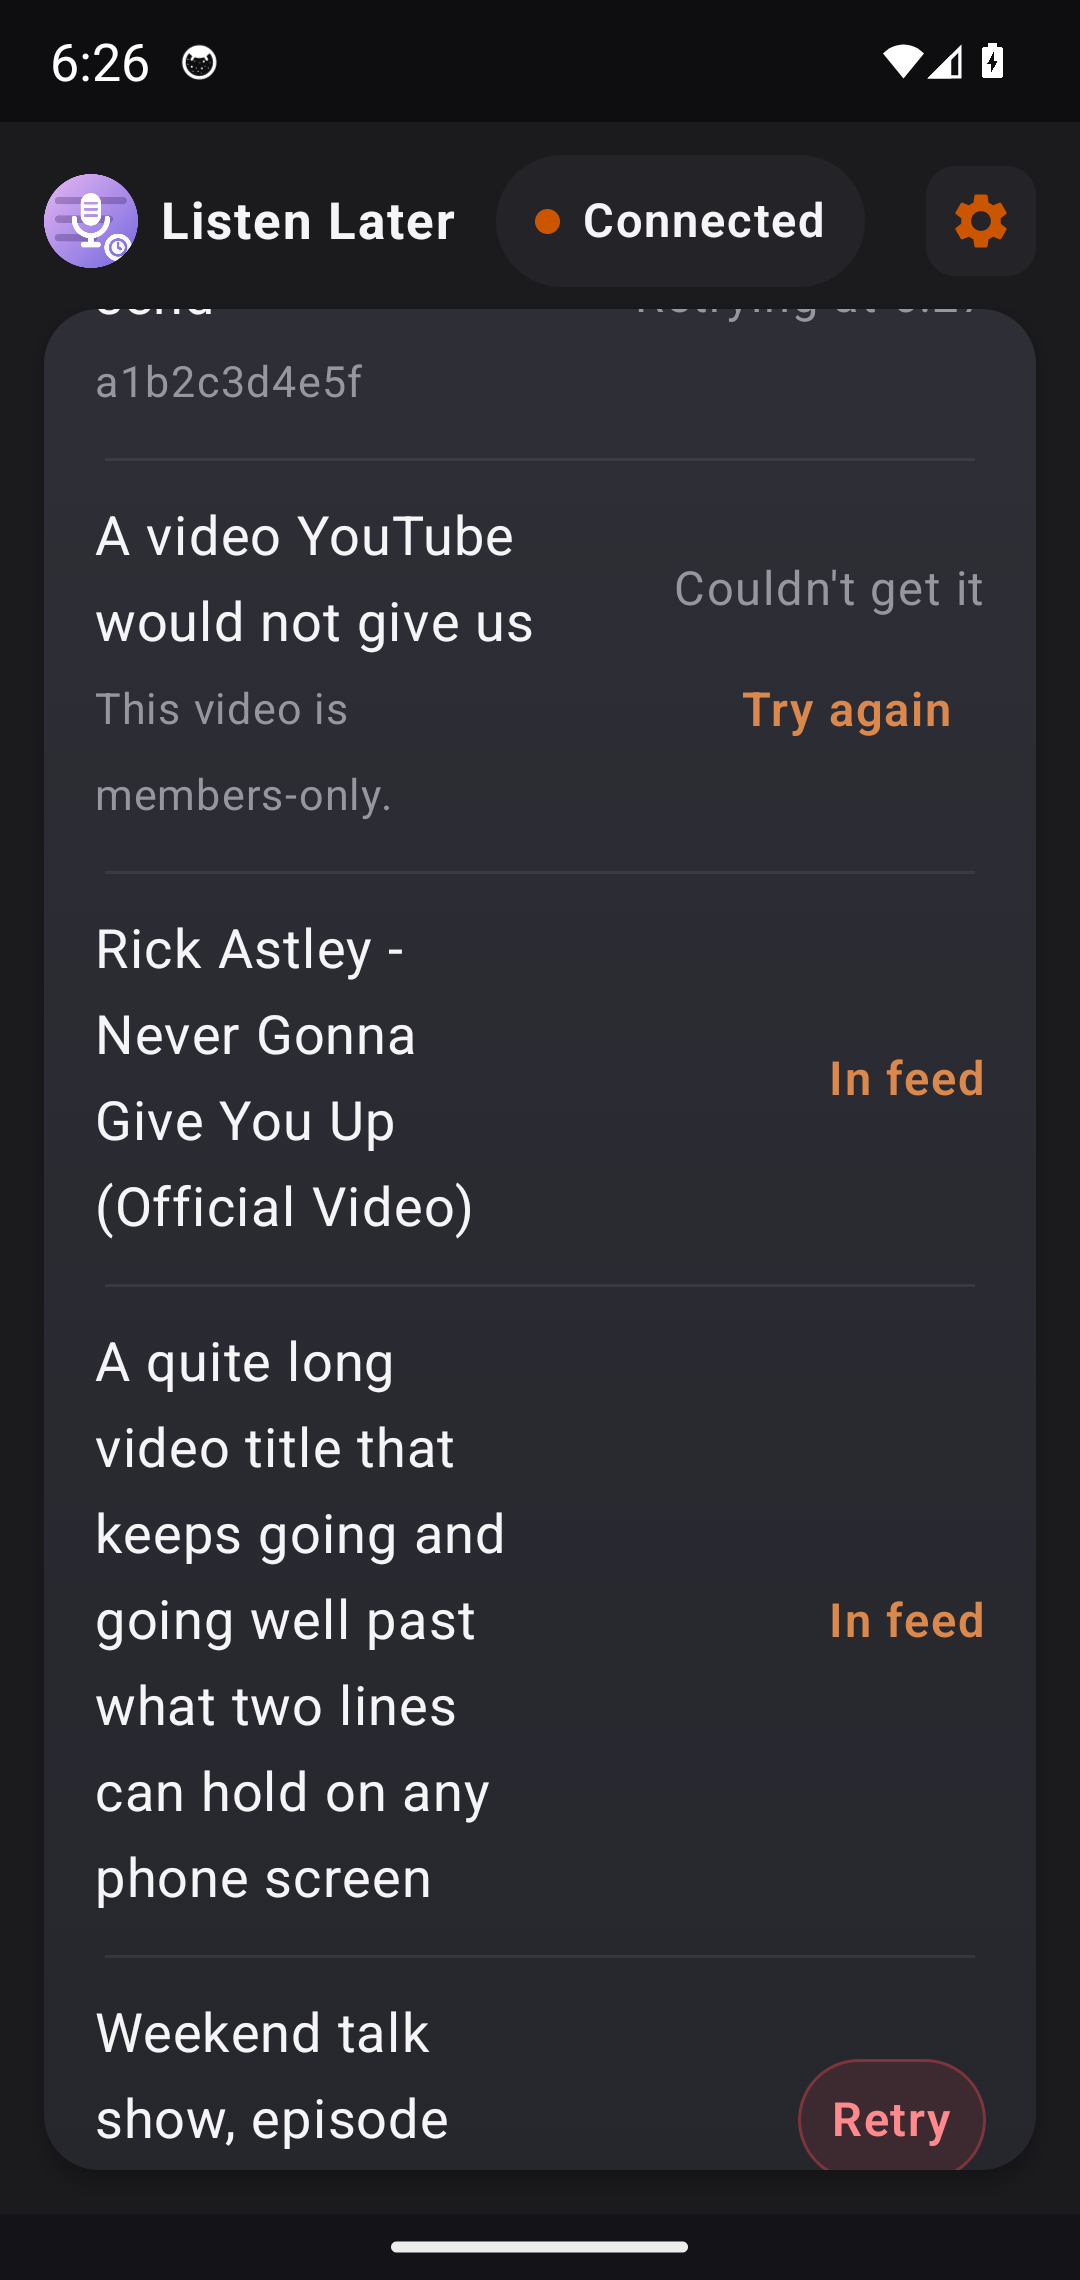 6:26
Listen Later
Connected
a1b2c3d4e5f
A video YouTube
would not give us
Couldn't get it
This video is
members-only.
Try again
Rick Astley -
Never Gonna
Give You Up
(Official Video)
In feed
A quite long
video title that
keeps going and
going well past
what two lines
can hold on any
phone screen
In feed
Weekend talk
show, episode
Retry